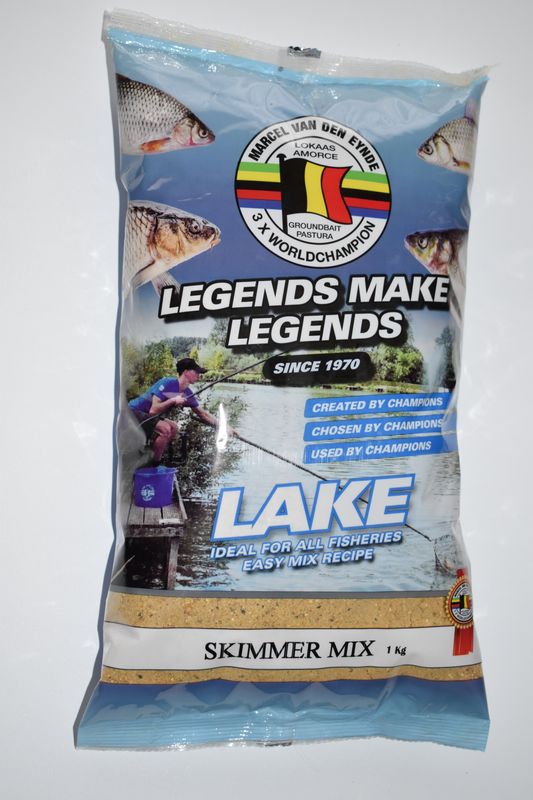 MARCEL VAN DEN EYNDE
LOKAAS
AMORCE
GROUNDBAIT
PASTURA
3 X WORLDCHAMPION
LEGENDS MAKE
LEGENDS
SINCE 1970
CREATED BY CHAMPIONS
CHOSEN BY CHAMPIONS
USED BY CHAMPIONS
LAKE
IDEAL FOR ALL FISHERIES
EASY MIX RECIPE
SKIMMER MIX 1 Kg